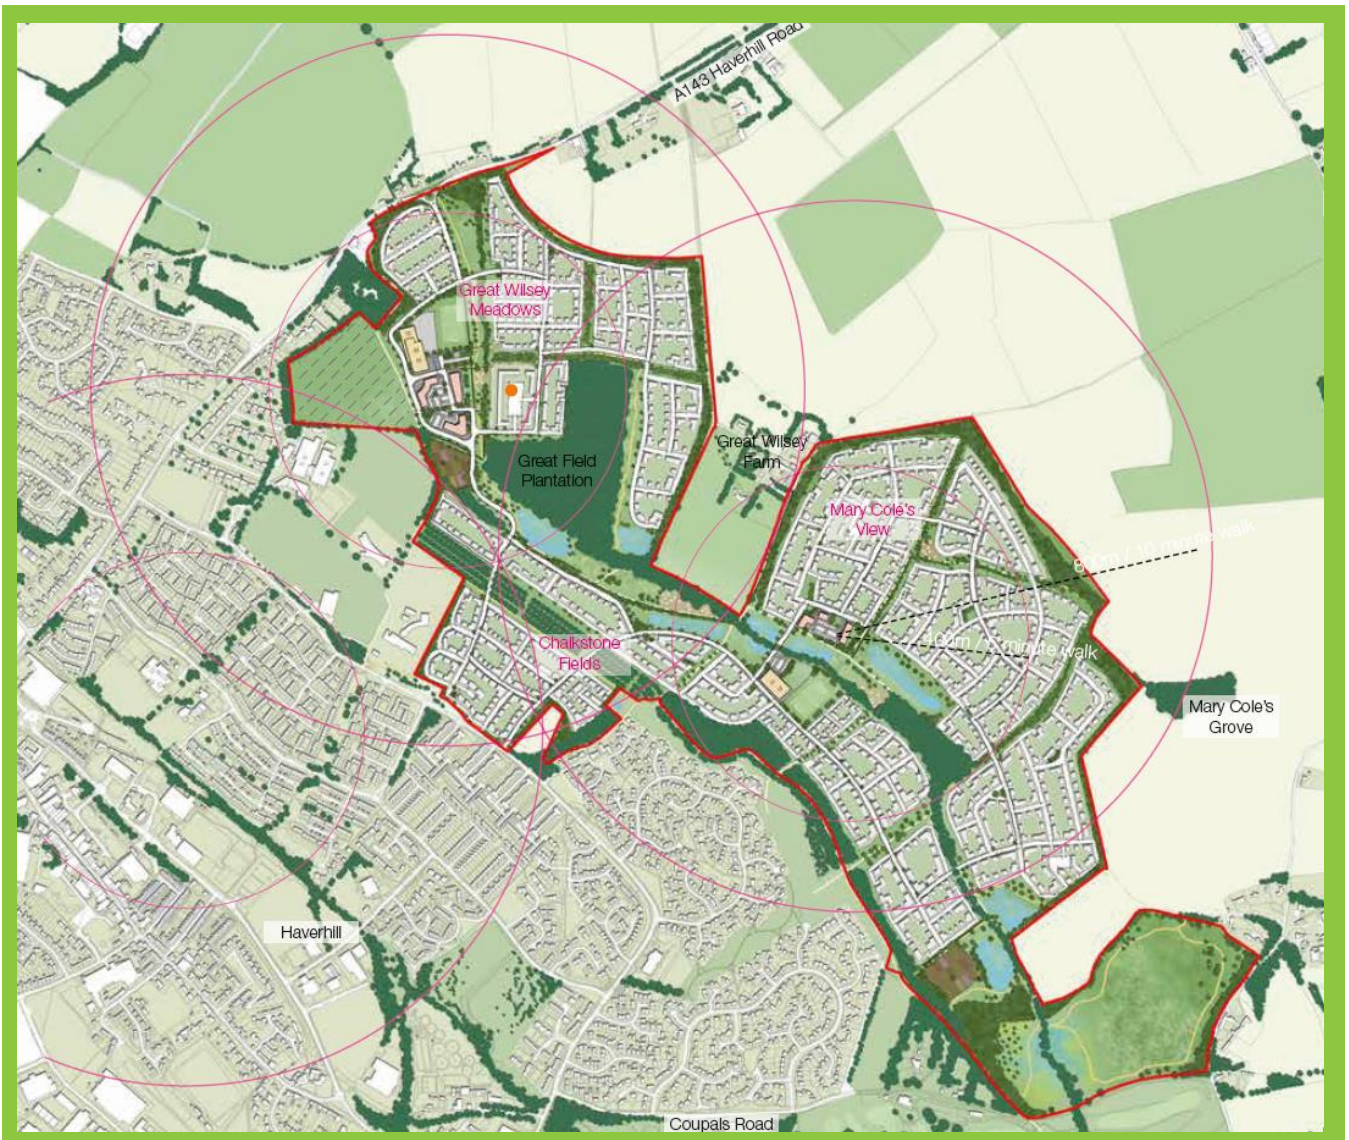 A143 Haverhill Road
Great Wilsey
Meadows
Great Field
Plantation
Great Wilsey
Farm
Mary Cole's
View
800m / 10 minute walk
400m / 5 minute walk
Chalkstone
Fields
Mary Cole's
Grove
Haverhill
Coupals Road